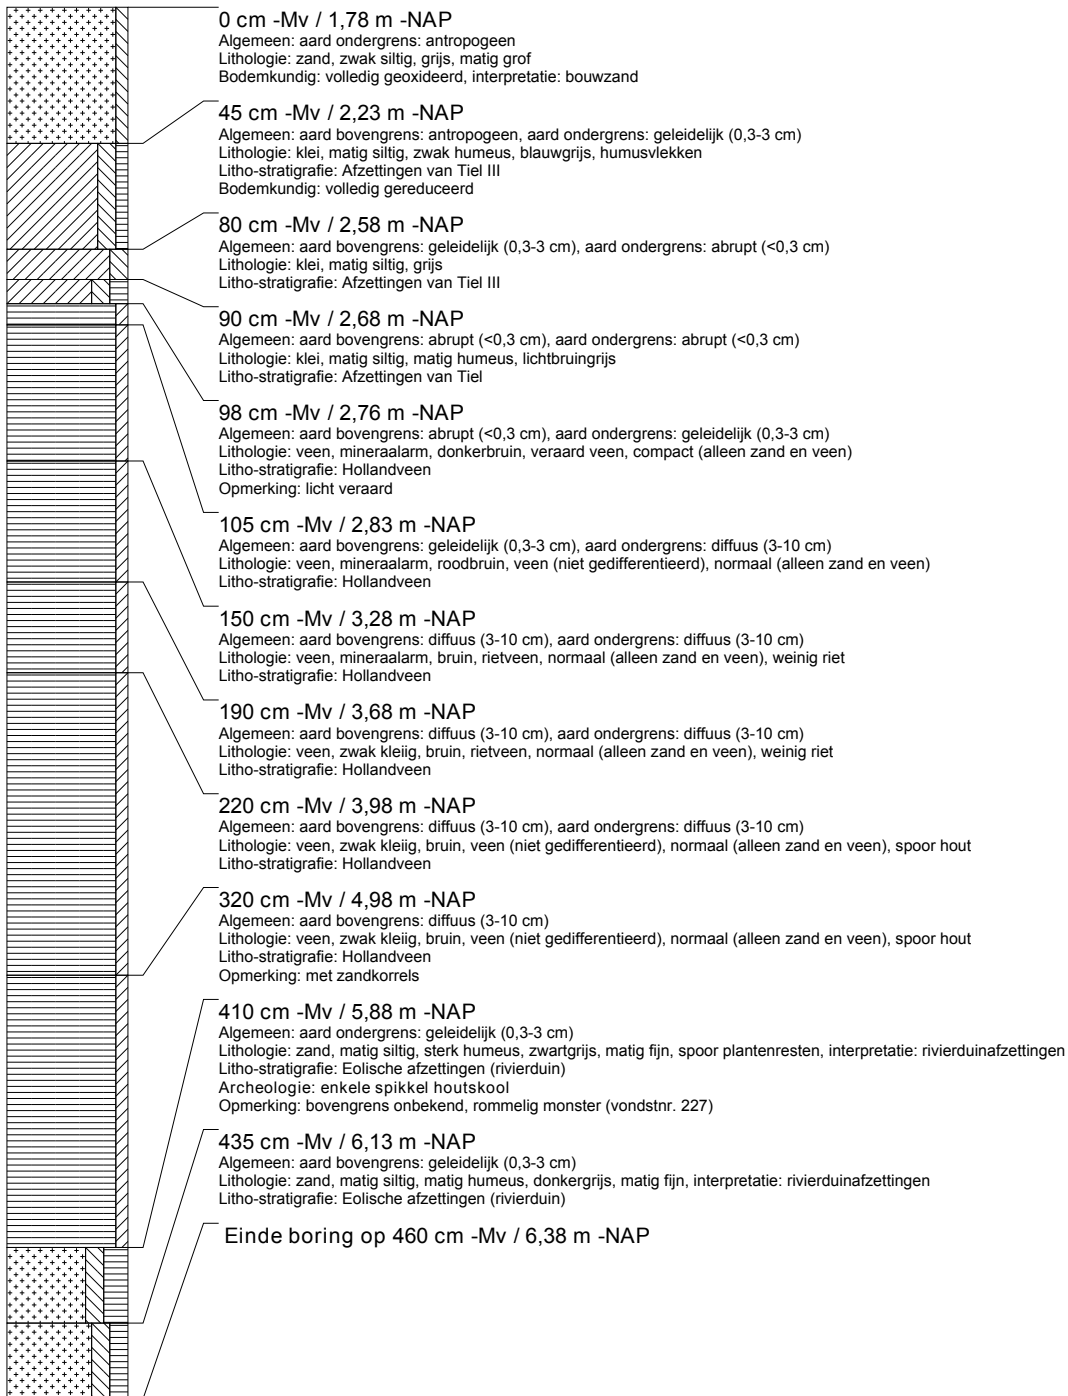 0 cm -Mv / 1,78 m -NAP
Algemeen: aard ondergrens: antropogeen
Lithologie: zand, zwak siltig, grijs, matig grof
Bodemkundig: volledig geoxideerd, interpretatie: bouwzand
45 cm -Mv / 2,23 m -NAP
Algemeen: aard bovengrens: antropogeen, aard ondergrens: geleidelijk (0,3-3 cm)
Lithologie: klei, matig siltig, zwak humeus, blauwgrijs, humusvlekken
Litho-stratigrafie: Afzettingen van Tiel III
Bodemkundig: volledig gereduceerd
80 cm -Mv / 2,58 m -NAP
Algemeen: aard bovengrens: geleidelijk (0,3-3 cm), aard ondergrens: abrupt (<0,3 cm)
Lithologie: klei, matig siltig, grijs
Litho-stratigrafie: Afzettingen van Tiel III
90 cm -Mv / 2,68 m -NAP
Algemeen: aard bovengrens: abrupt (<0,3 cm), aard ondergrens: abrupt (<0,3 cm)
Lithologie: klei, matig siltig, matig humeus, lichtbruingrijs
Litho-stratigrafie: Afzettingen van Tiel
98 cm -Mv / 2,76 m -NAP
Algemeen: aard bovengrens: abrupt (<0,3 cm), aard ondergrens: geleidelijk (0,3-3 cm)
Lithologie: veen, mineraalarm, donkerbruin, veraard veen, compact (alleen zand en veen)
Litho-stratigrafie: Hollandveen
Opmerking: licht veraard
105 cm -Mv / 2,83 m -NAP
Algemeen: aard bovengrens: geleidelijk (0,3-3 cm), aard ondergrens: diffuus (3-10 cm)
Lithologie: veen, mineraalarm, roodbruin, veen (niet gedifferentieerd), normaal (alleen zand en veen)
Litho-stratigrafie: Hollandveen
150 cm -Mv / 3,28 m -NAP
Algemeen: aard bovengrens: diffuus (3-10 cm), aard ondergrens: diffuus (3-10 cm)
Lithologie: veen, mineraalarm, bruin, rietveen, normaal (alleen zand en veen), weinig riet
Litho-stratigrafie: Hollandveen
190 cm -Mv / 3,68 m -NAP
Algemeen: aard bovengrens: diffuus (3-10 cm), aard ondergrens: diffuus (3-10 cm)
Lithologie: veen, zwak kleiig, bruin, rietveen, normaal (alleen zand en veen), weinig riet
Litho-stratigrafie: Hollandveen
220 cm -Mv / 3,98 m -NAP
Algemeen: aard bovengrens: diffuus (3-10 cm), aard ondergrens: diffuus (3-10 cm)
Lithologie: veen, zwak kleiig, bruin, veen (niet gedifferentieerd), normaal (alleen zand en veen), spoor hout
Litho-stratigrafie: Hollandveen
320 cm -Mv / 4,98 m -NAP
Algemeen: aard bovengrens: diffuus (3-10 cm)
Lithologie: veen, zwak kleiig, bruin, veen (niet gedifferentieerd), normaal (alleen zand en veen), spoor hout
Litho-stratigrafie: Hollandveen
Opmerking: met zandkorrels
410 cm -Mv / 5,88 m -NAP
Algemeen: aard ondergrens: geleidelijk (0,3-3 cm)
Lithologie: zand, matig siltig, sterk humeus, zwartgrijs, matig fijn, spoor plantenresten, interpretatie: rivierduinafzettingen
Litho-stratigrafie: Eolische afzettingen (rivierduin)
Archeologie: enkele spikkel houtskool
Opmerking: bovengrens onbekend, rommelig monster (vondstnr. 227)
435 cm -Mv / 6,13 m -NAP
Algemeen: aard bovengrens: geleidelijk (0,3-3 cm)
Lithologie: zand, matig siltig, matig humeus, donkergrijs, matig fijn, interpretatie: rivierduinafzettingen
Litho-stratigrafie: Eolische afzettingen (rivierduin)
Einde boring op 460 cm -Mv / 6,38 m -NAP